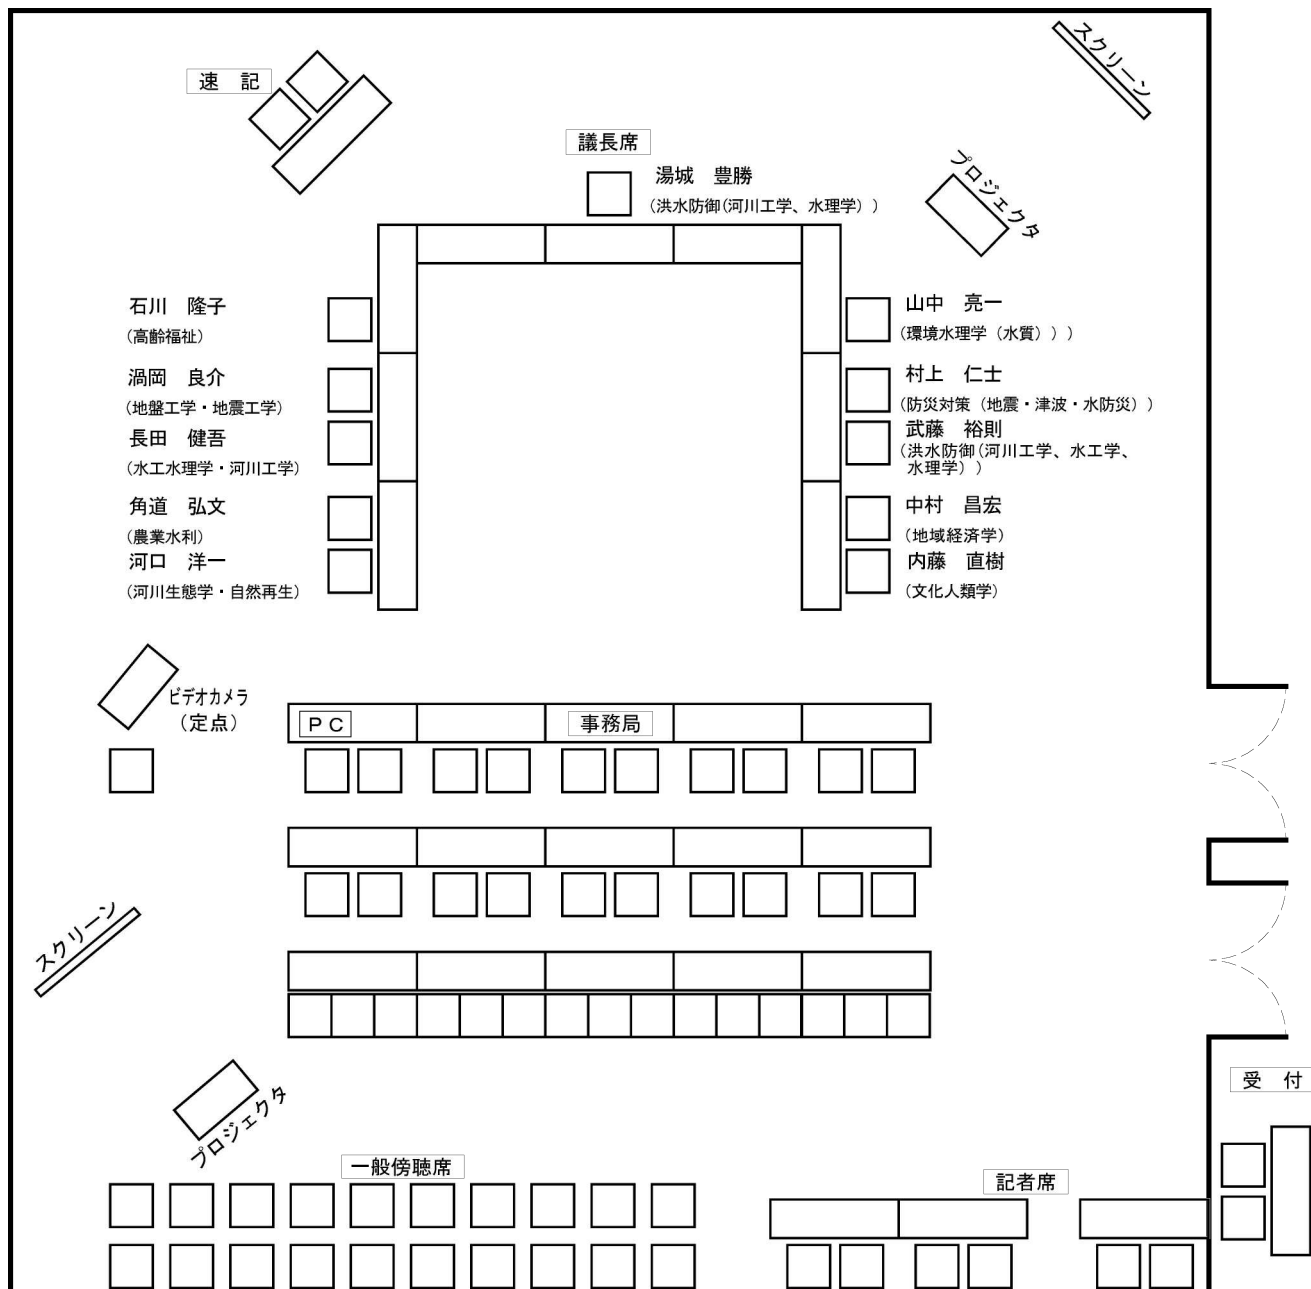 スクリーン
速 記
議長席
湯城 豊勝
(洪水防御(河川工学、水理学))
プロジェクタ
石川 隆子
(高齢福祉)
渦岡 良介
(地盤工学・地震工学)
長田 健吾
(水工水理学・河川工学)
角道 弘文
(農業水利)
河口 洋一
(河川生態学・自然再生)
山中 亮一
(環境水理学(水質)))
村上 仁士
(防災対策(地震・津波・水防災))
武藤 裕則
(洪水防御(河川工学、水工学、
水理学))
中村 昌宏
(地域経済学)
内藤 直樹
(文化人類学)
ビデオカメラ
(定点)
PC
事務局
スクリーン
プロジェクタ
受 付
一般傍聴席
記者席